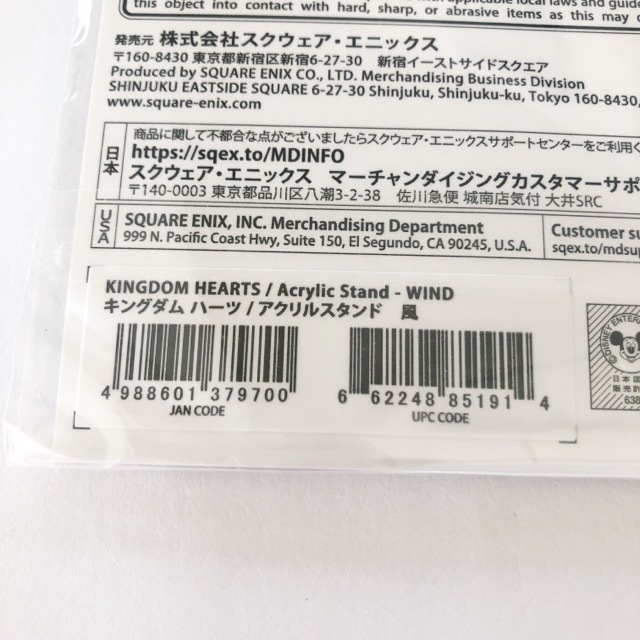 this object into contact with hard, sharp, or abrasive items as this may
発売元 株式会社スクウェア・エニックス
〒160-8430 東京都新宿区新宿6-27-30 新宿イーストサイドスクエア
Produced by SQUARE ENIX CO., LTD. Merchandising Business Division
SHINJUKU EASTSIDE SQUARE 6-27-30 Shinjuku, Shinjuku-ku, Tokyo 160-8430,
www.square-enix.com
日本
商品に関して不都合な点がございましたらスクウェア・エニックスサポートセンターをご利用く
https://sqex.to/MDINFO
スクウェア・エニックス マーチャンダイジングカスタマーサポ
〒140-0003 東京都品川区八潮3-2-38 佐川急便 城南店気付 大井SRC
USA
SQUARE ENIX, INC. Merchandising Department
999 N. Pacific Coast Hwy, Suite 150, El Segundo, CA 90245, U.S.A.
Customer su
sqex.to/mdsup
KINGDOM HEARTS / Acrylic Stand - WIND
キングダム ハーツ / アクリルスタンド 風
4 988601 379700
JAN CODE
6 62248 85191 4
UPC CODE
©DISNEY ENTER
日本国
販売許
638